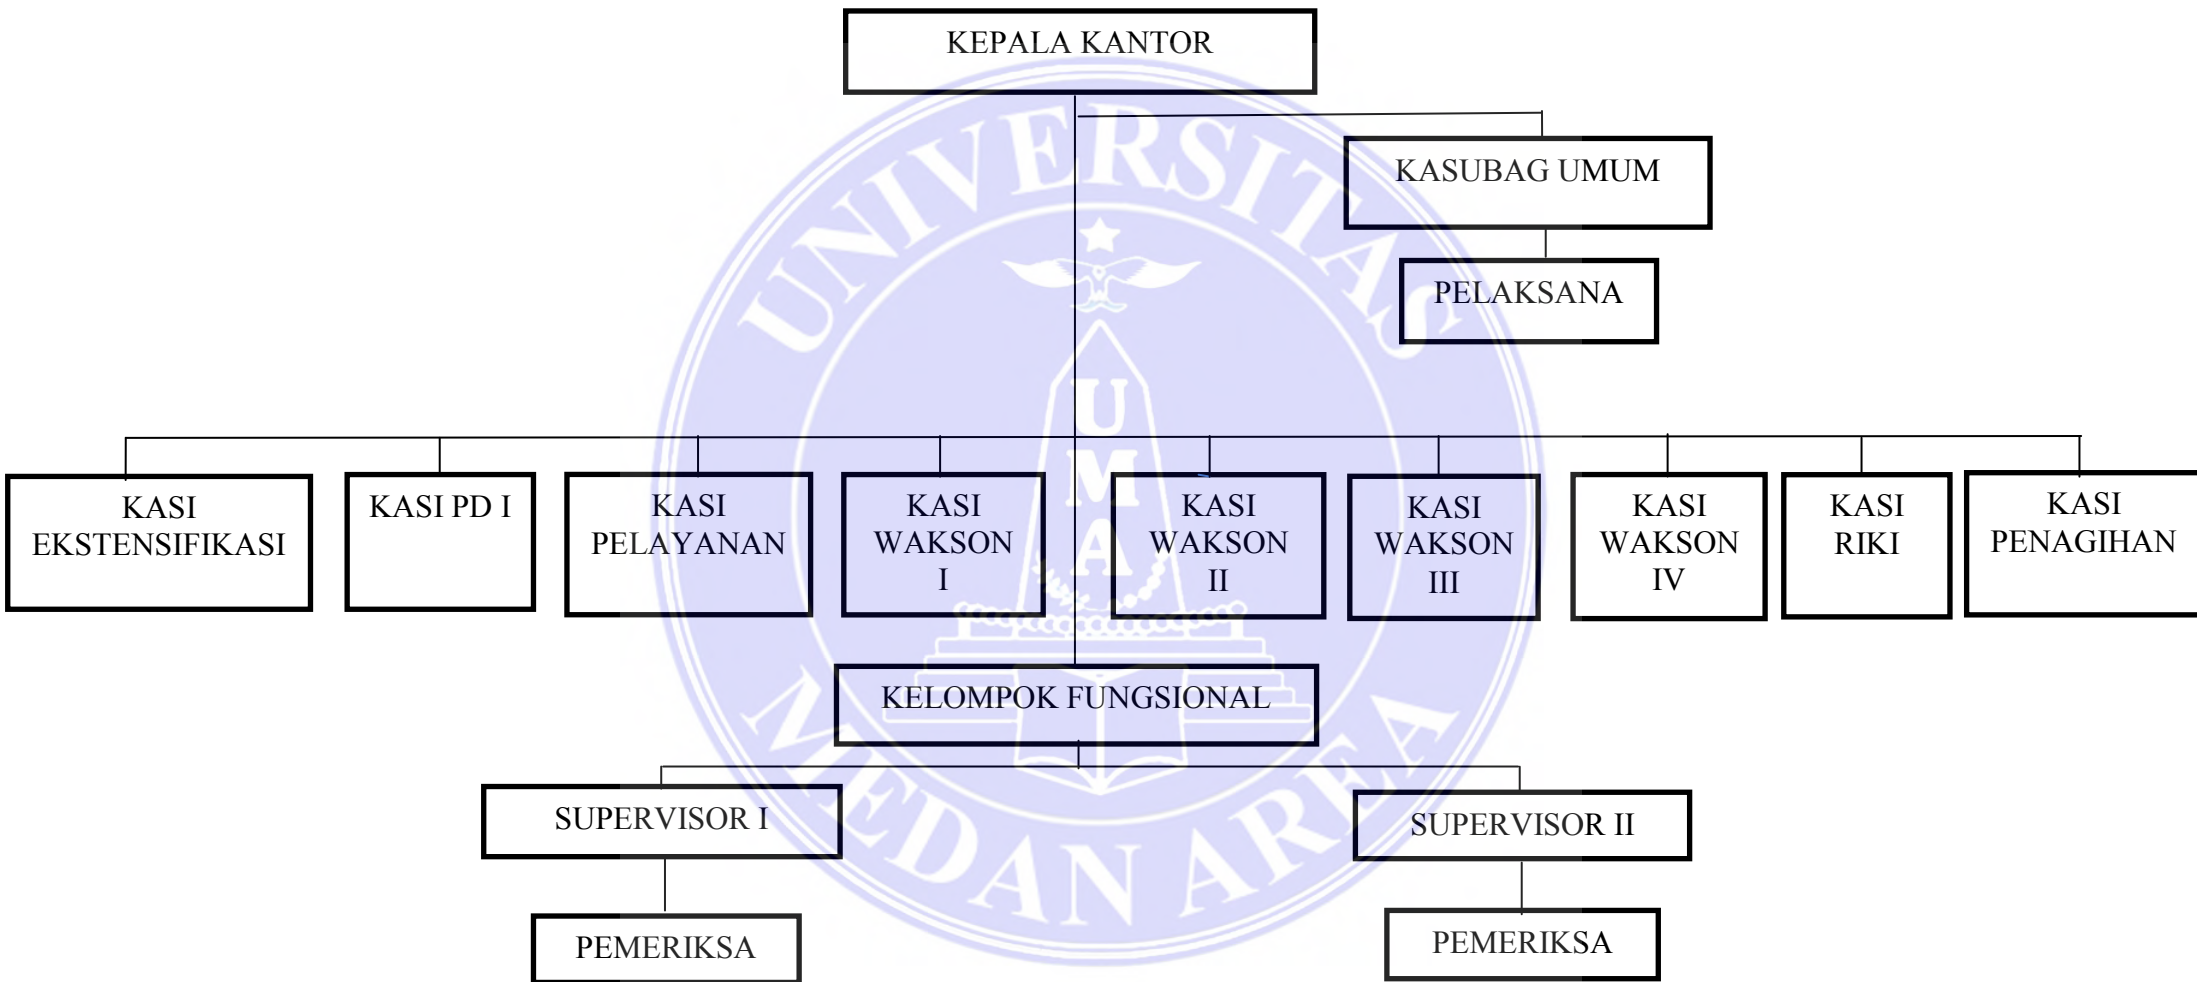 KEPALA KANTOR
KASUBAG UMUM
PELAKSANA
KASI
EKSTENSIFIKASI
KASI PD I
KASI
PELAYANAN
KASI
WAKSON
I
KASI
WAKSON
II
KASI
WAKSON
III
KASI
WAKSON
IV
KASI
RIKI
KASI
PENAGIHAN
KELOMPOK FUNGSIONAL
SUPERVISOR I
SUPERVISOR II
PEMERIKSA
PEMERIKSA
UNIVERSITAS
MEDAN AREA
U
M
A